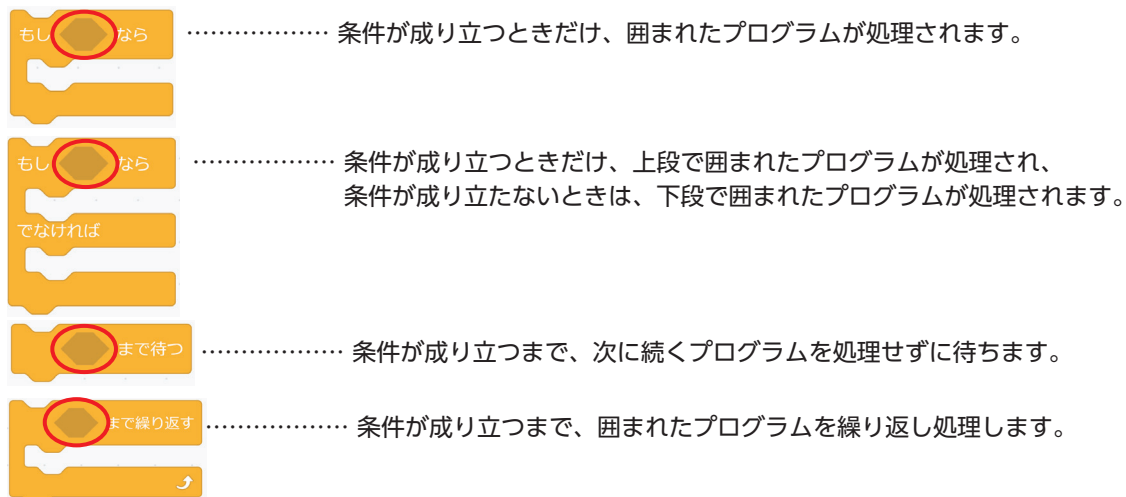 もし なら ……………… 条件が成り立つときだけ、囲まれたプログラムが処理されます。
もし なら ……………… 条件が成り立つときだけ、上段で囲まれたプログラムが処理され、
条件が成り立たないときは、下段で囲まれたプログラムが処理されます。
でなければ
まで待つ ……………… 条件が成り立つまで、次に続くプログラムを処理せずに待ちます。
まで繰り返す ……………… 条件が成り立つまで、囲まれたプログラムを繰り返し処理します。